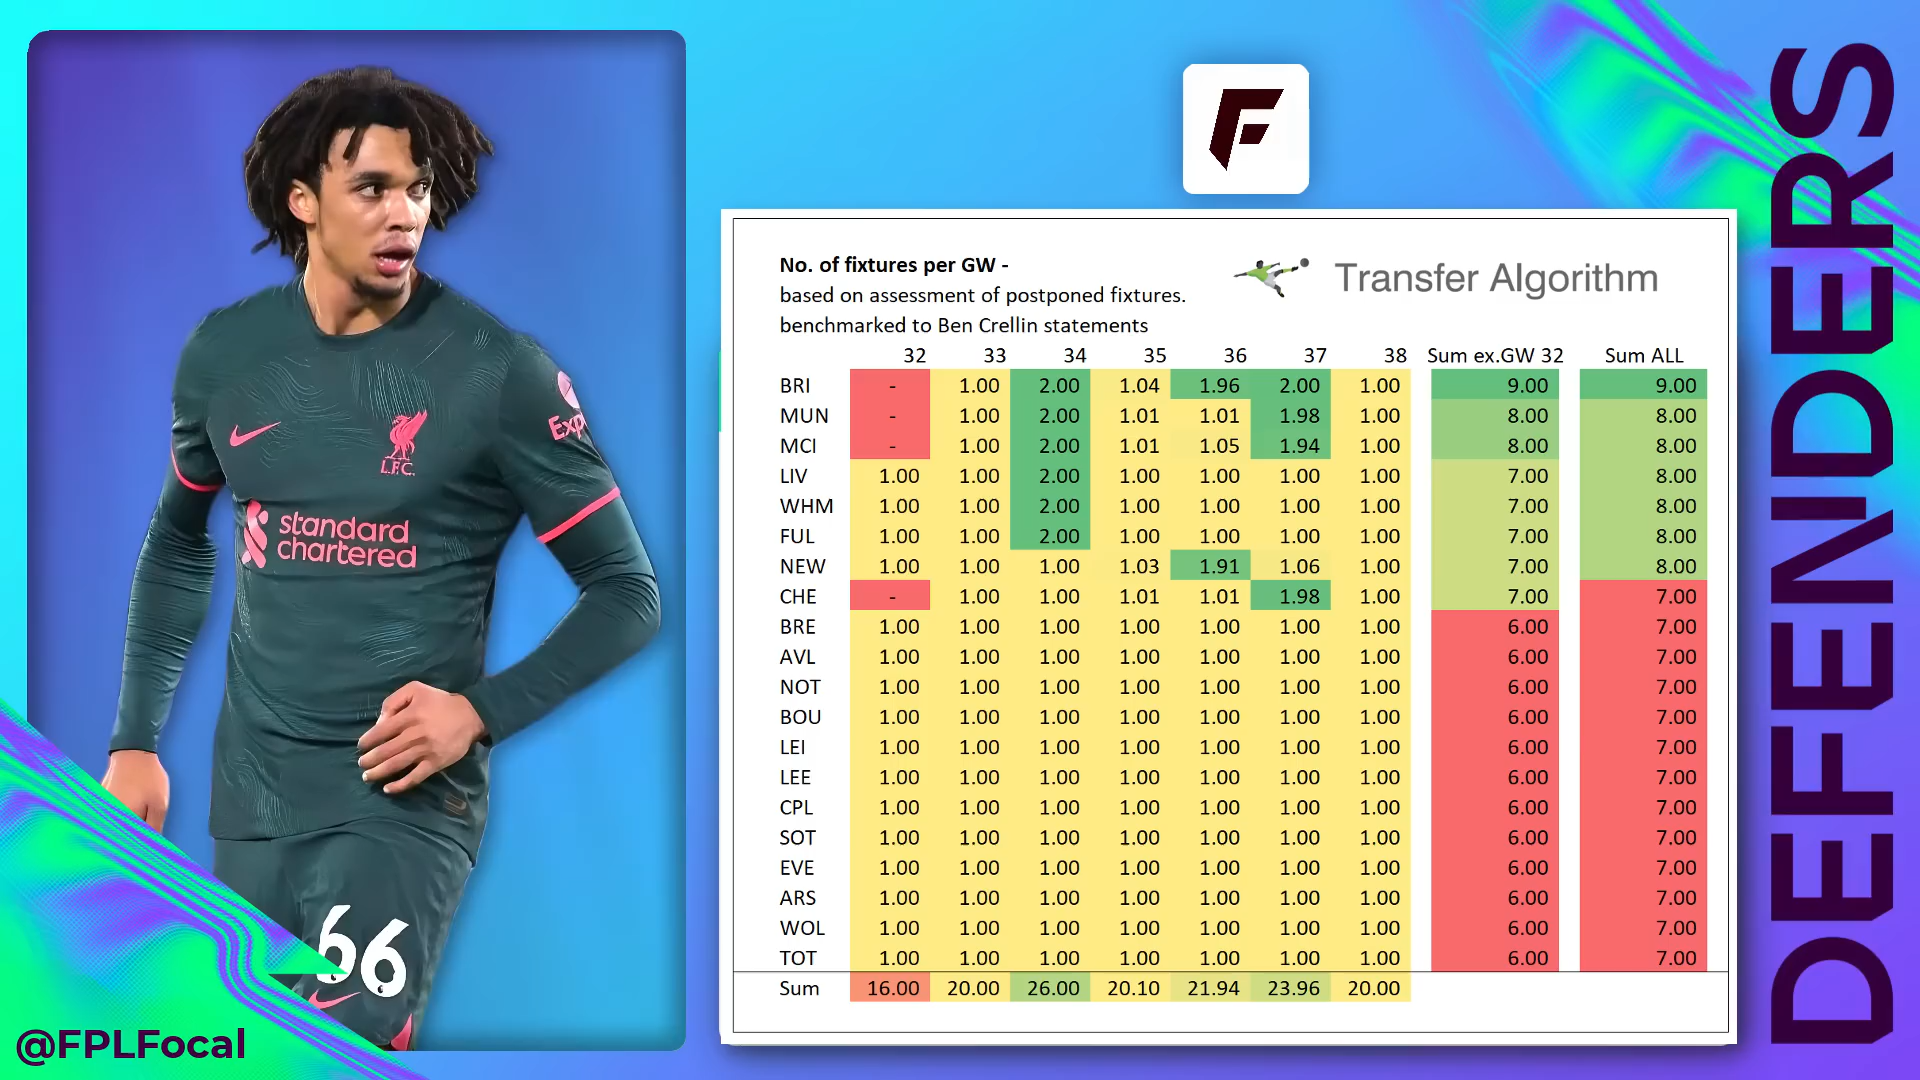 Exp
L.F.C.
standard
chartered
66
@FPLFocal
F
No. of fixtures per GW -
based on assessment of postponed fixtures.
benchmarked to Ben Crellin statements
Transfer Algorithm
32 33 34 35 36 37 38 Sum ex.GW 32 Sum ALL
BRI - 1.00 2.00 1.04 1.96 2.00 1.00 9.00 9.00
MUN - 1.00 2.00 1.01 1.01 1.98 1.00 8.00 8.00
MCI - 1.00 2.00 1.01 1.05 1.94 1.00 8.00 8.00
LIV 1.00 1.00 2.00 1.00 1.00 1.00 1.00 7.00 8.00
WHM 1.00 1.00 2.00 1.00 1.00 1.00 1.00 7.00 8.00
FUL 1.00 1.00 2.00 1.00 1.00 1.00 1.00 7.00 8.00
NEW 1.00 1.00 1.00 1.03 1.91 1.06 1.00 7.00 8.00
CHE - 1.00 1.00 1.01 1.01 1.98 1.00 7.00 7.00
BRE 1.00 1.00 1.00 1.00 1.00 1.00 1.00 6.00 7.00
AVL 1.00 1.00 1.00 1.00 1.00 1.00 1.00 6.00 7.00
NOT 1.00 1.00 1.00 1.00 1.00 1.00 1.00 6.00 7.00
BOU 1.00 1.00 1.00 1.00 1.00 1.00 1.00 6.00 7.00
LEI 1.00 1.00 1.00 1.00 1.00 1.00 1.00 6.00 7.00
LEE 1.00 1.00 1.00 1.00 1.00 1.00 1.00 6.00 7.00
CPL 1.00 1.00 1.00 1.00 1.00 1.00 1.00 6.00 7.00
SOT 1.00 1.00 1.00 1.00 1.00 1.00 1.00 6.00 7.00
EVE 1.00 1.00 1.00 1.00 1.00 1.00 1.00 6.00 7.00
ARS 1.00 1.00 1.00 1.00 1.00 1.00 1.00 6.00 7.00
WOL 1.00 1.00 1.00 1.00 1.00 1.00 1.00 6.00 7.00
TOT 1.00 1.00 1.00 1.00 1.00 1.00 1.00 6.00 7.00
Sum 16.00 20.00 26.00 20.10 21.94 23.96 20.00
DEFENDERS